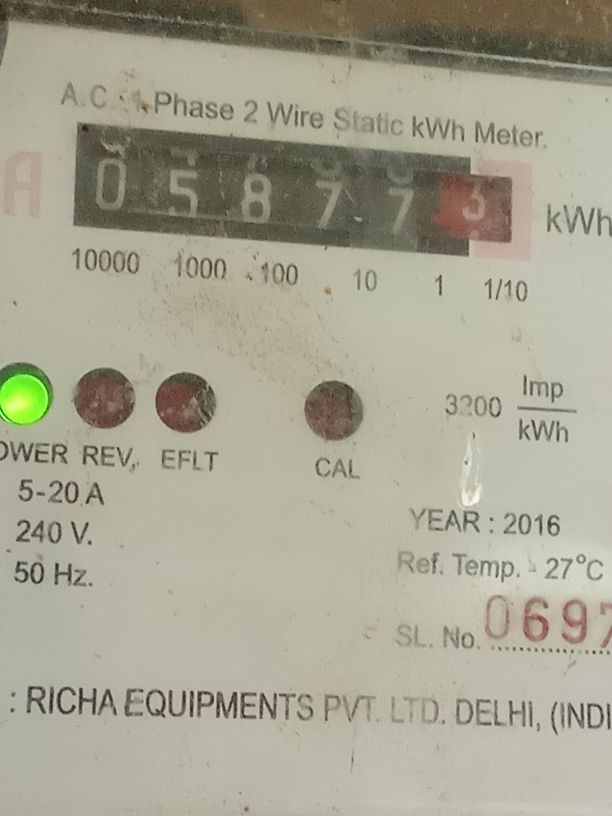 A.C. 1 Phase 2 Wire Static kWh Meter.
A 0 5 8 7 7 3 kWh
10000 1000 100 10 1 1/10
3200 Imp
kWh
OWER REV, EFLT CAL
5-20 A
240 V.
50 Hz.
YEAR : 2016
Ref. Temp. - 27°C
SL. No. 0697
: RICHA EQUIPMENTS PVT. LTD. DELHI, (INDI